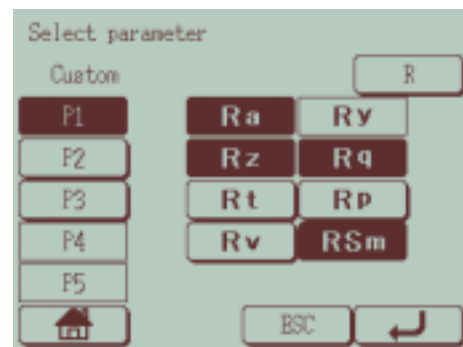 Select parameter
Custom R
P1 Ra Ry
P2 Rz Rq
P3 Rt Rp
P4 Rv RSm
P5
ESC